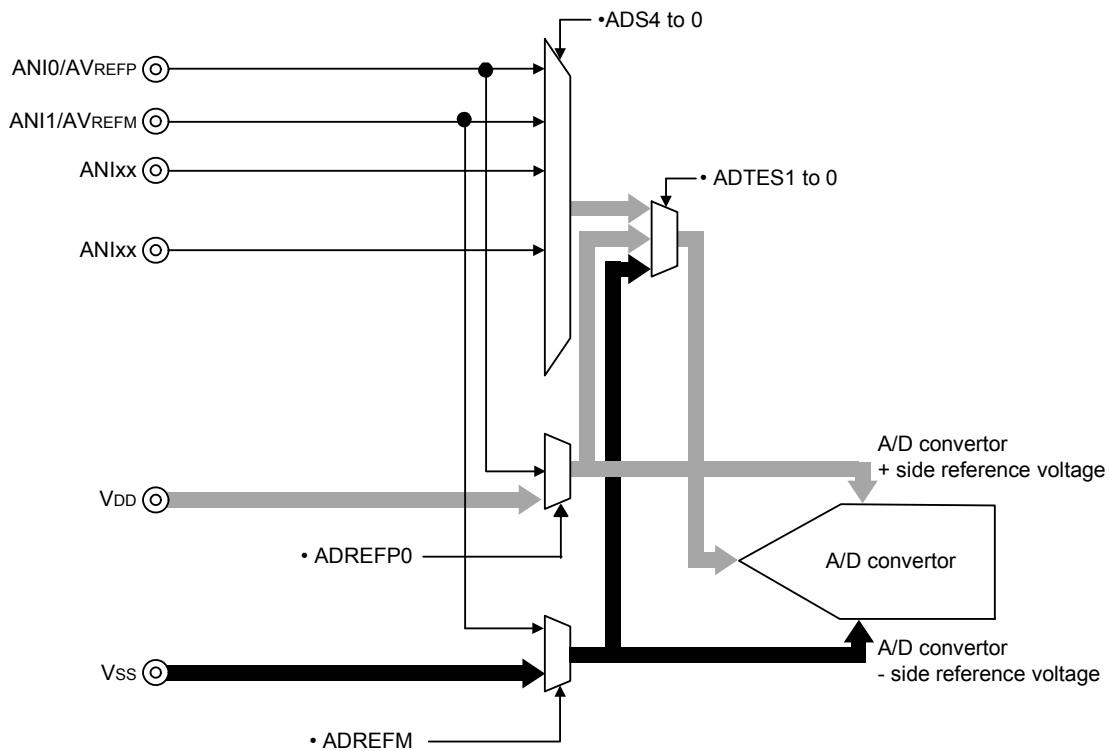 •ADS4 to 0
ANI0/AVREFP
ANI1/AVREFM
ANIxx
• ADTES1 to 0
ANIxx
A/D convertor
+ side reference voltage
VDD
• ADREFP0
A/D convertor
A/D convertor
- side reference voltage
VSS
• ADREFM